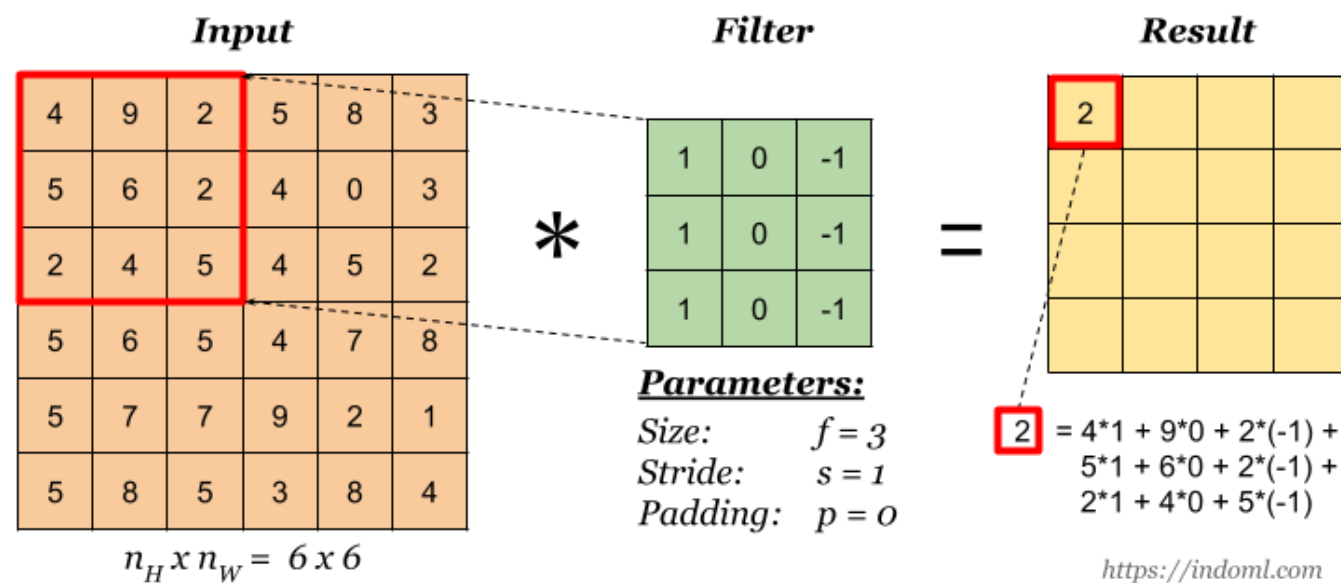 Input
4 9 2 5 8 3
5 6 2 4 0 3
2 4 5 4 5 2
5 6 5 4 7 8
5 7 7 9 2 1
5 8 5 3 8 4
n_H x n_W = 6 x 6
*
Filter
1 0 -1
1 0 -1
1 0 -1
Parameters:
Size: f = 3
Stride: s = 1
Padding: p = 0
=
Result
2
2 = 4*1 + 9*0 + 2*(-1) +
5*1 + 6*0 + 2*(-1) +
2*1 + 4*0 + 5*(-1)
https://indoml.com